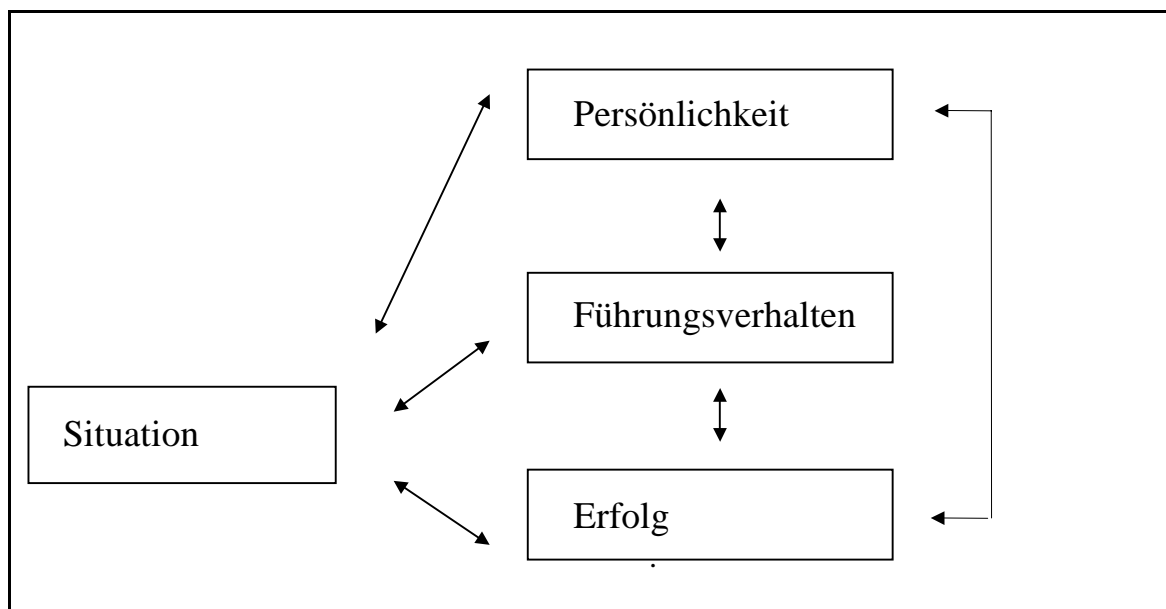 Persönlichkeit
Führungsverhalten
Situation
Erfolg
.